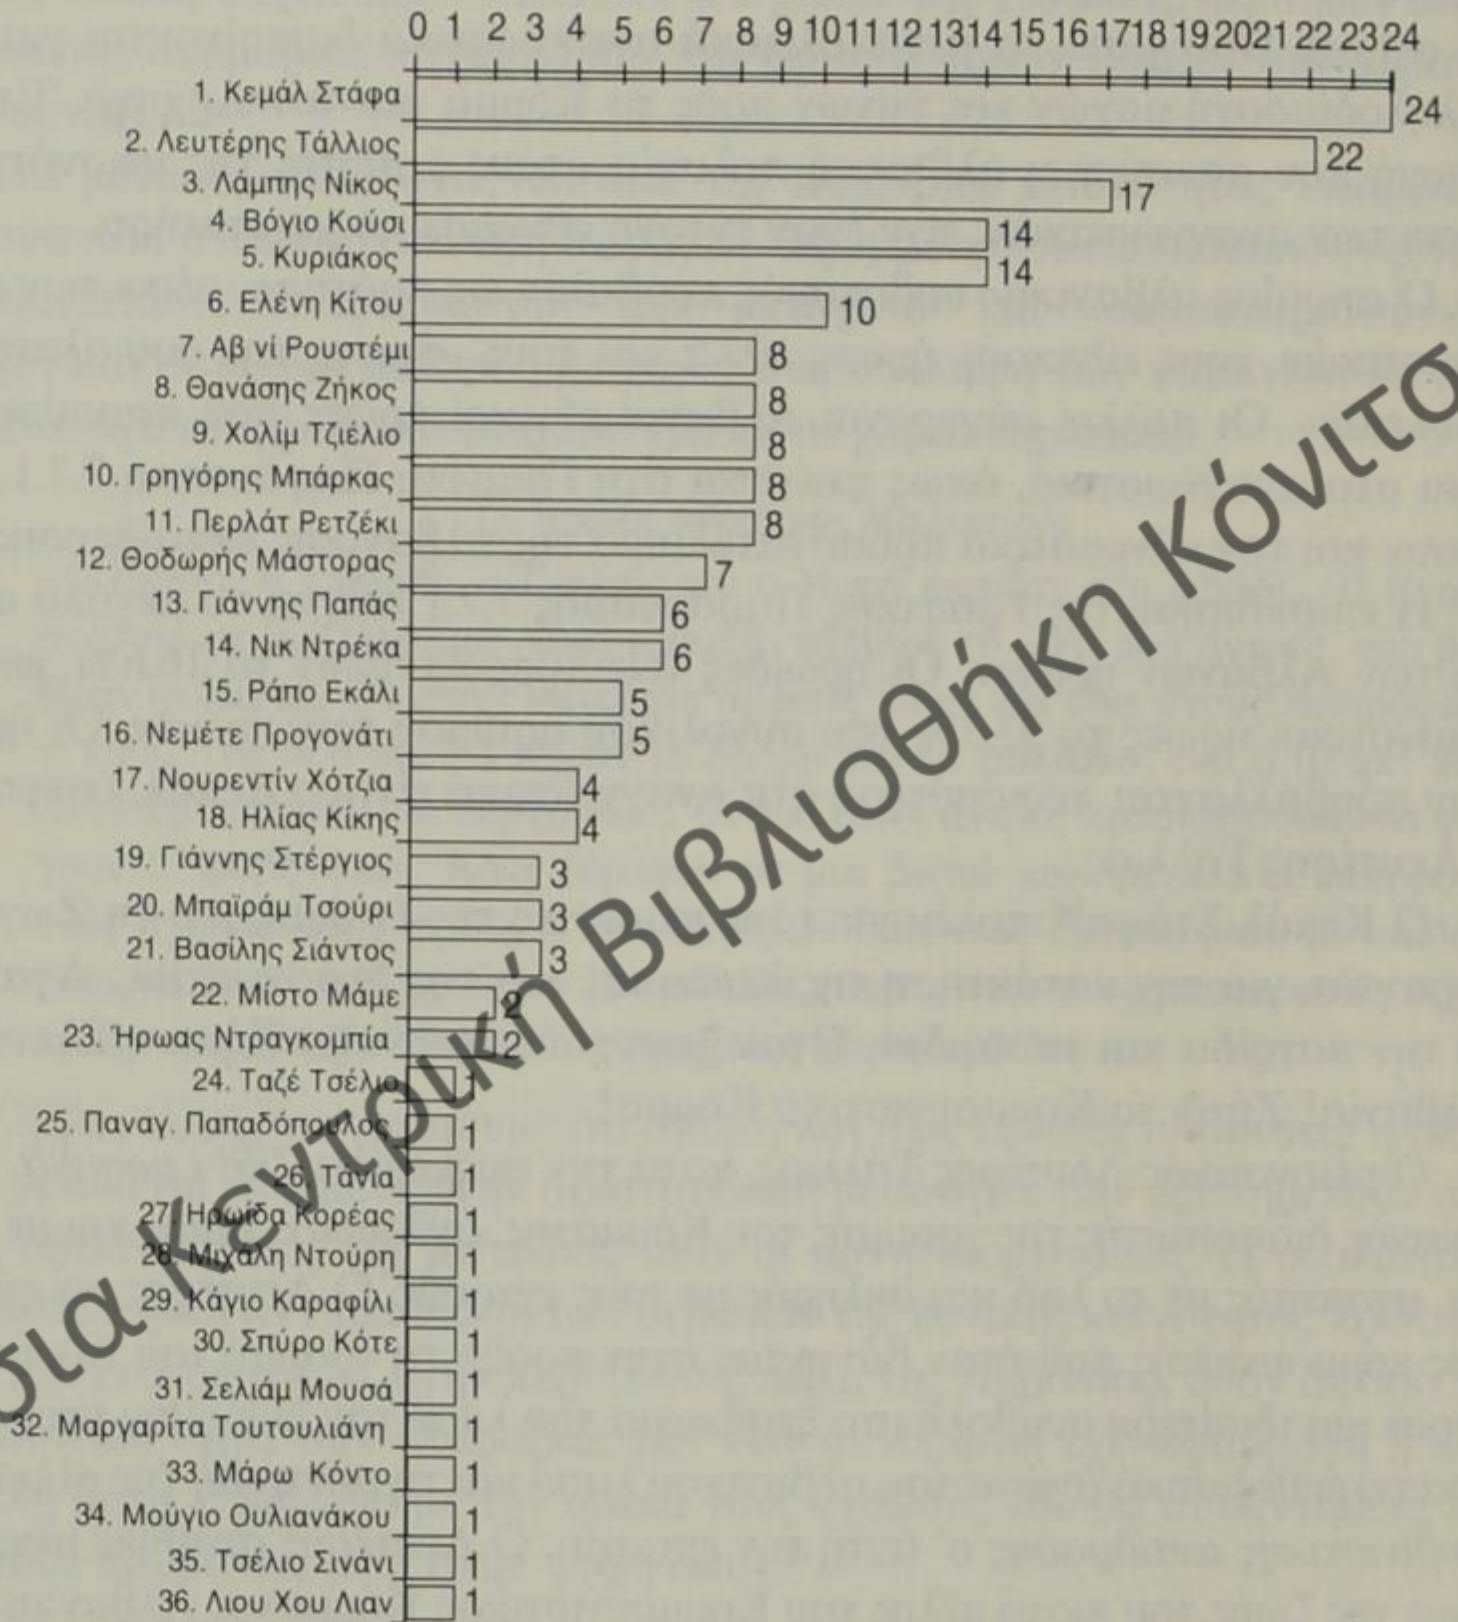 0 1 2 3 4 5 6 7 8 9 10 11 12 13 14 15 16 17 18 19 20 21 22 23 24
1. Κεμάλ Στάφα 24
2. Λευτέρης Τάλλιος 22
3. Λάμπης Νίκος 17
4. Βόγιο Κούσι 14
5. Κυριάκος 14
6. Ελένη Κίτου 10
7. Αβ νί Ρουστέμι 8
8. Θανάσης Ζήκος 8
9. Χολίμ Τζιέλιο 8
10. Γρηγόρης Μπάρκας 8
11. Περλάτ Ρετζέκι 8
12. Θοδωρής Μάστορας 7
13. Γιάννης Παπάς 6
14. Νικ Ντρέκα 6
15. Ράπο Εκάλι 5
16. Νεμέτε Προγονάτι 5
17. Νουρεντίν Χότζια 4
18. Ηλίας Κίκης 4
19. Γιάννης Στέργιος 3
20. Μπαϊράμ Τσούρι 3
21. Βασίλης Σιάντος 3
22. Μίστο Μάμε 2
23. Ήρωας Ντραγκομπία 2
24. Ταζέ Τσέλιο 1
25. Παναγ. Παπαδόπουλος 1
26. Τάνια 1
27. Ηρωίδα Κορέας 1
28. Μιχάλη Ντούρη 1
29. Κάγιο Καραφίλι 1
30. Σπύρο Κότε 1
31. Σελιάμ Μουσά 1
32. Μαργαρίτα Τουτουλιάνη 1
33. Μάρω Κόντο 1
34. Μούγιο Ουλιανάκου 1
35. Τσέλιο Σινάνι 1
36. Λιου Χου Λιαν 1
σια Κεντρική Βιβλιοθήκη Κόνιτσ